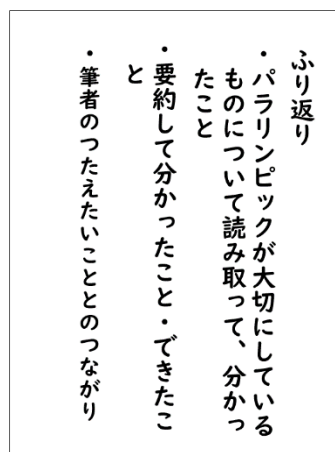 ふり返り
・パラリンピックが大切にしている
ものについて読み取って、分かっ
たこと
・要約して分かったこと・できたこ
と
・筆者のつたえたいこととのつながり